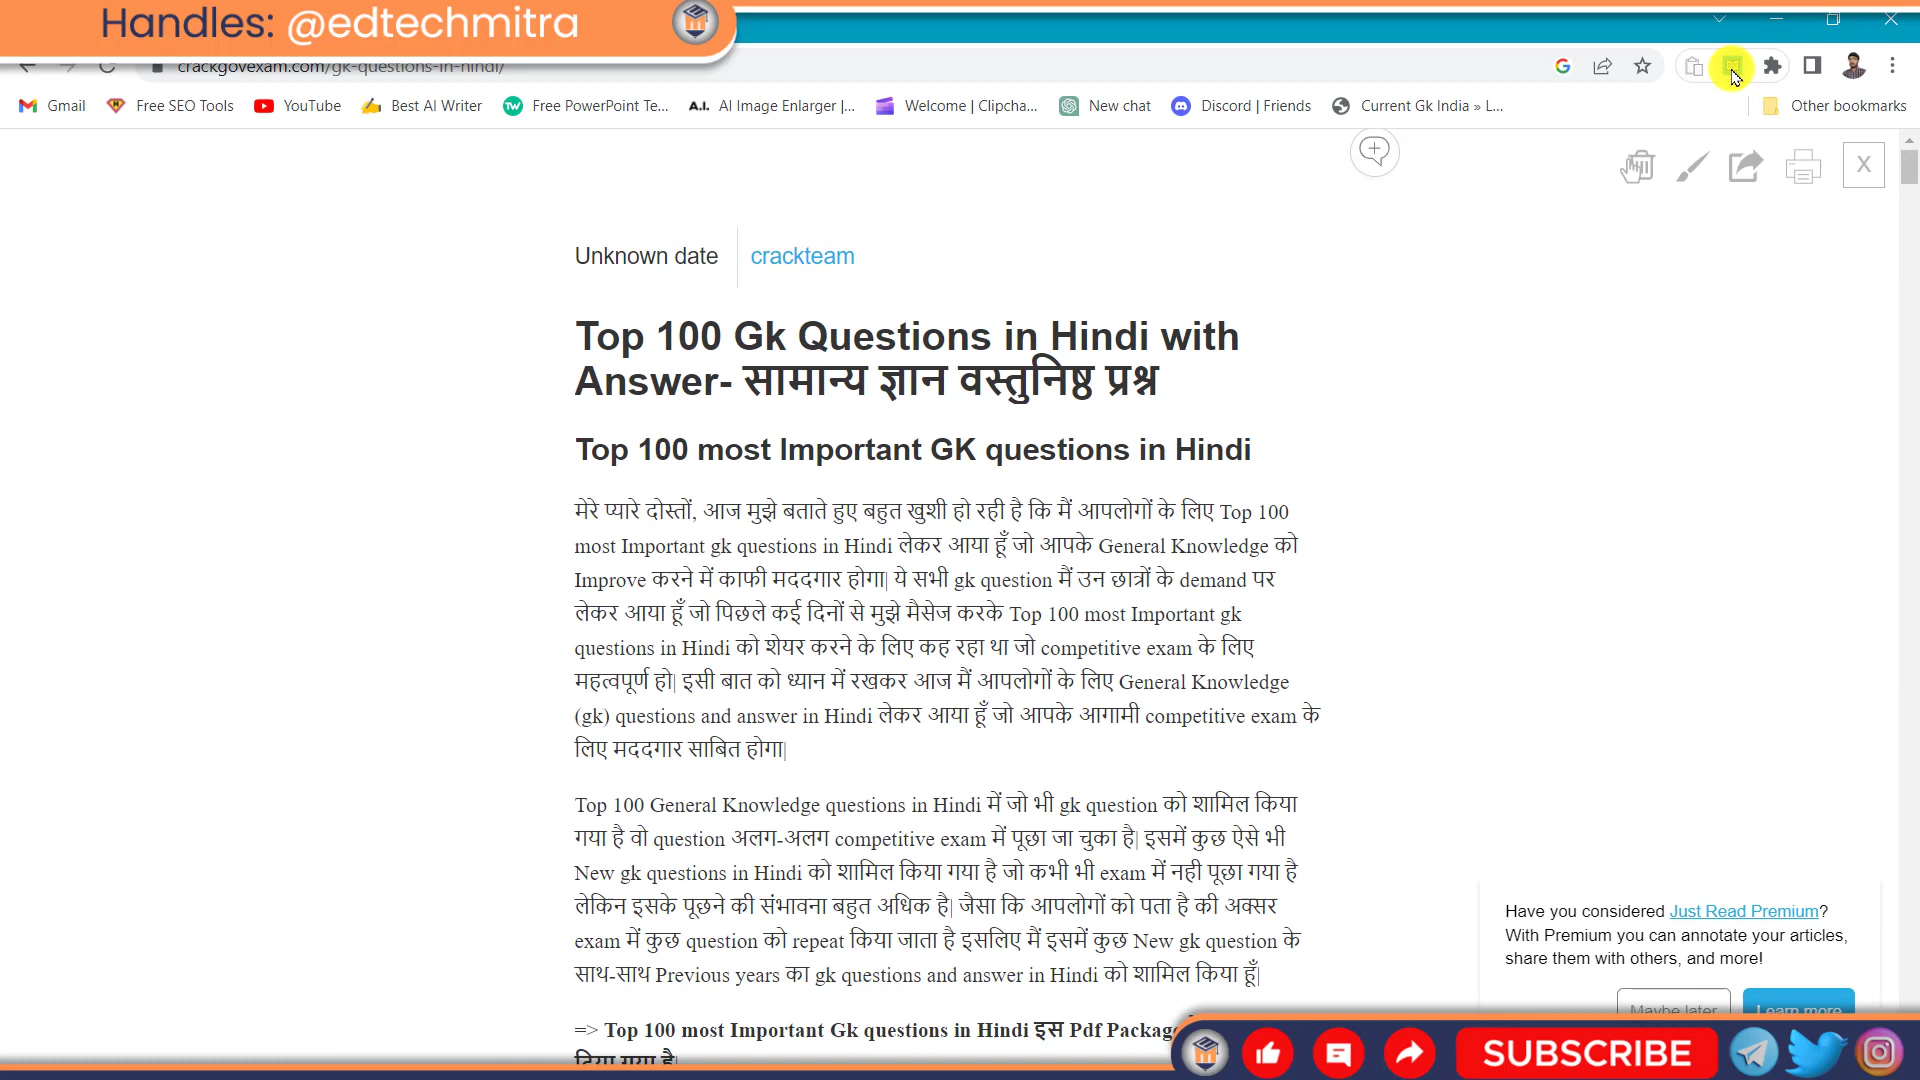 Handles: @edtechmitra
crackgovexam.com/gk-questions-in-hindi/
Gmail Free SEO Tools YouTube Best AI Writer Free PowerPoint Te... A.I. AI Image Enlarger |... Welcome | Clipcha... New chat Discord | Friends Current Gk India » L... Other bookmarks
X
Unknown date crackteam
Top 100 Gk Questions in Hindi with
Answer- सामान्य ज्ञान वस्तुनिष्ठ प्रश्न
Top 100 most Important GK questions in Hindi
मेरे प्यारे दोस्तों, आज मुझे बताते हुए बहुत खुशी हो रही है कि मैं आपलोगों के लिए Top 100
most Important gk questions in Hindi लेकर आया हूँ जो आपके General Knowledge को
Improve करने में काफी मददगार होगा| ये सभी gk question मैं उन छात्रों के demand पर
लेकर आया हूँ जो पिछले कई दिनों से मुझे मैसेज करके Top 100 most Important gk
questions in Hindi को शेयर करने के लिए कह रहा था जो competitive exam के लिए
महत्वपूर्ण हो| इसी बात को ध्यान में रखकर आज मैं आपलोगों के लिए General Knowledge
(gk) questions and answer in Hindi लेकर आया हूँ जो आपके आगामी competitive exam के
लिए मददगार साबित होगा|
Top 100 General Knowledge questions in Hindi में जो भी gk question को शामिल किया
गया है वो question अलग-अलग competitive exam में पूछा जा चुका है| इसमें कुछ ऐसे भी
New gk questions in Hindi को शामिल किया गया है जो कभी भी exam में नही पूछा गया है
लेकिन इसके पूछने की संभावना बहुत अधिक है| जैसा कि आपलोगों को पता है की अक्सर
exam में कुछ question को repeat किया जाता है इसलिए मैं इसमें कुछ New gk question के
साथ-साथ Previous years का gk questions and answer in Hindi को शामिल किया हूँ|
=> Top 100 most Important Gk questions in Hindi इस Pdf Package
दिया गया है|
Have you considered Just Read Premium?
With Premium you can annotate your articles,
share them with others, and more!
Maybe later Learn more
SUBSCRIBE